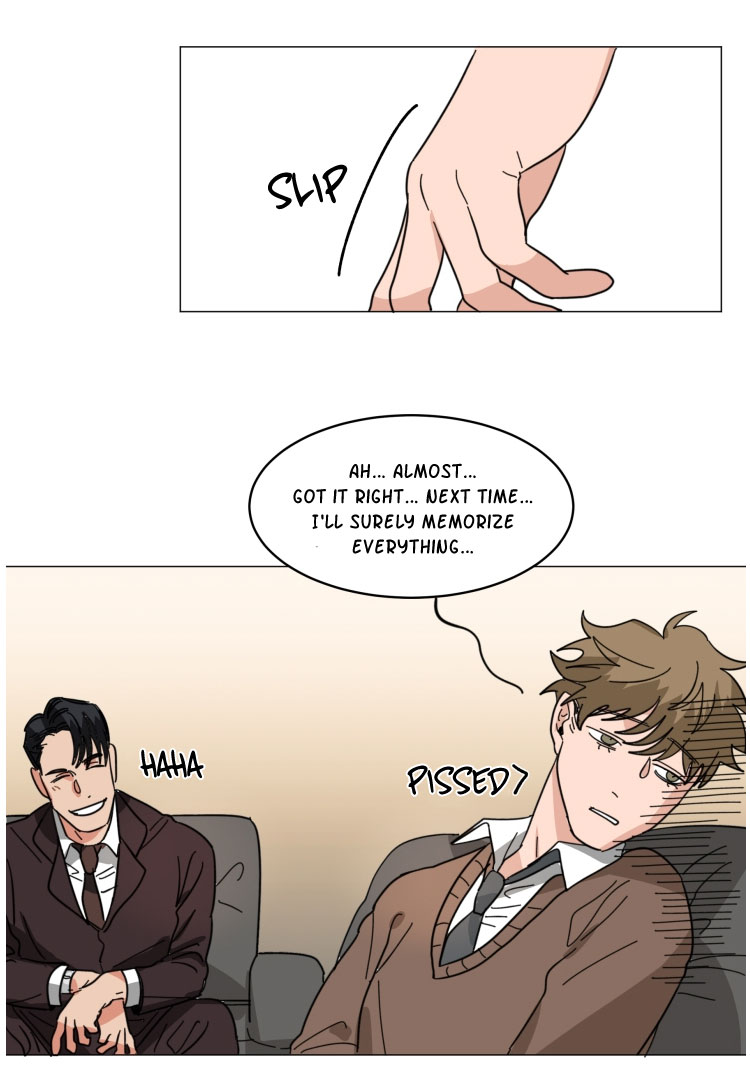 SLIP
AH... ALMOST...
GOT IT RIGHT... NEXT TIME...
I'LL SURELY MEMORIZE
EVERYTHING...
HAHA
PISSED>